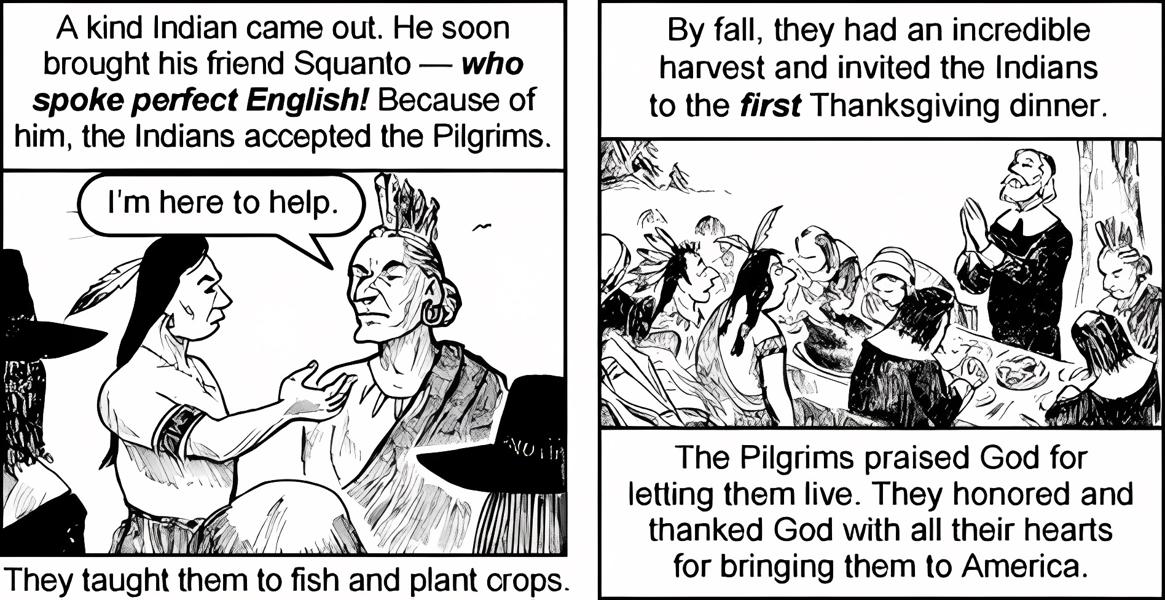 A kind Indian came out. He soon
brought his friend Squanto — who
spoke perfect English! Because of
him, the Indians accepted the Pilgrims.
I'm here to help.
They taught them to fish and plant crops.
By fall, they had an incredible
harvest and invited the Indians
to the first Thanksgiving dinner.
The Pilgrims praised God for
letting them live. They honored and
thanked God with all their hearts
for bringing them to America.